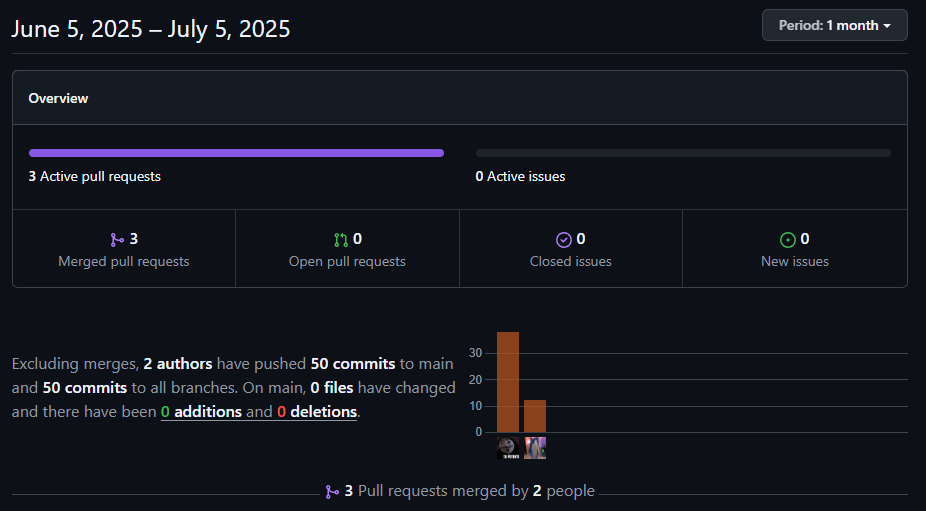 June 5, 2025 – July 5, 2025
Period: 1 month
Overview
3 Active pull requests
0 Active issues
3
Merged pull requests
0
Open pull requests
0
Closed issues
0
New issues
Excluding merges, 2 authors have pushed 50 commits to main
and 50 commits to all branches. On main, 0 files have changed
and there have been 0 additions and 0 deletions.
30
20
10
0
3 Pull requests merged by 2 people